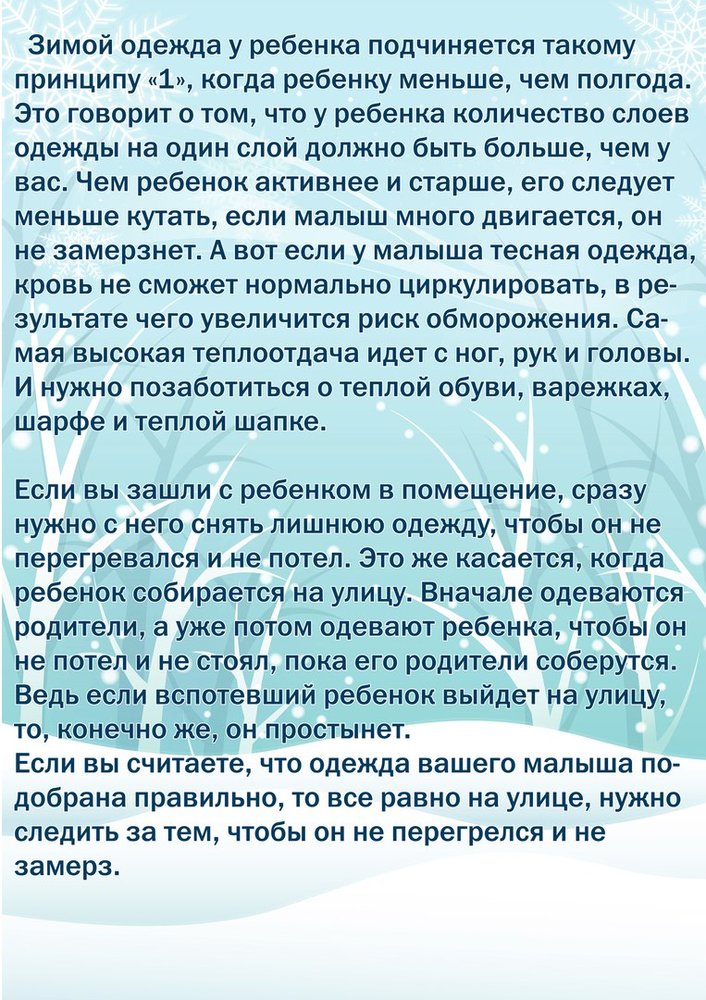 Зимой одежда у ребенка подчиняется такому
принципу «1», когда ребенку меньше, чем полгода.
Это говорит о том, что у ребенка количество слоев
одежды на один слой должно быть больше, чем у
вас. Чем ребенок активнее и старше, его следует
меньше кутать, если малыш много двигается, он
не замерзнет. А вот если у малыша тесная одежда,
кровь не сможет нормально циркулировать, в ре-
зультате чего увеличится риск обморожения. Са-
мая высокая теплоотдача идет с ног, рук и головы.
И нужно позаботиться о теплой обуви, варежках,
шарфе и теплой шапке.
Если вы зашли с ребенком в помещение, сразу
нужно с него снять лишнюю одежду, чтобы он не
перегревался и не потел. Это же касается, когда
ребенок собирается на улицу. Вначале одеваются
родители, а уже потом одевают ребенка, чтобы он
не потел и не стоял, пока его родители соберутся.
Ведь если вспотевший ребенок выйдет на улицу,
то, конечно же, он простынет.
Если вы считаете, что одежда вашего малыша по-
добрана правильно, то все равно на улице, нужно
следить за тем, чтобы он не перегрелся и не
замерз.